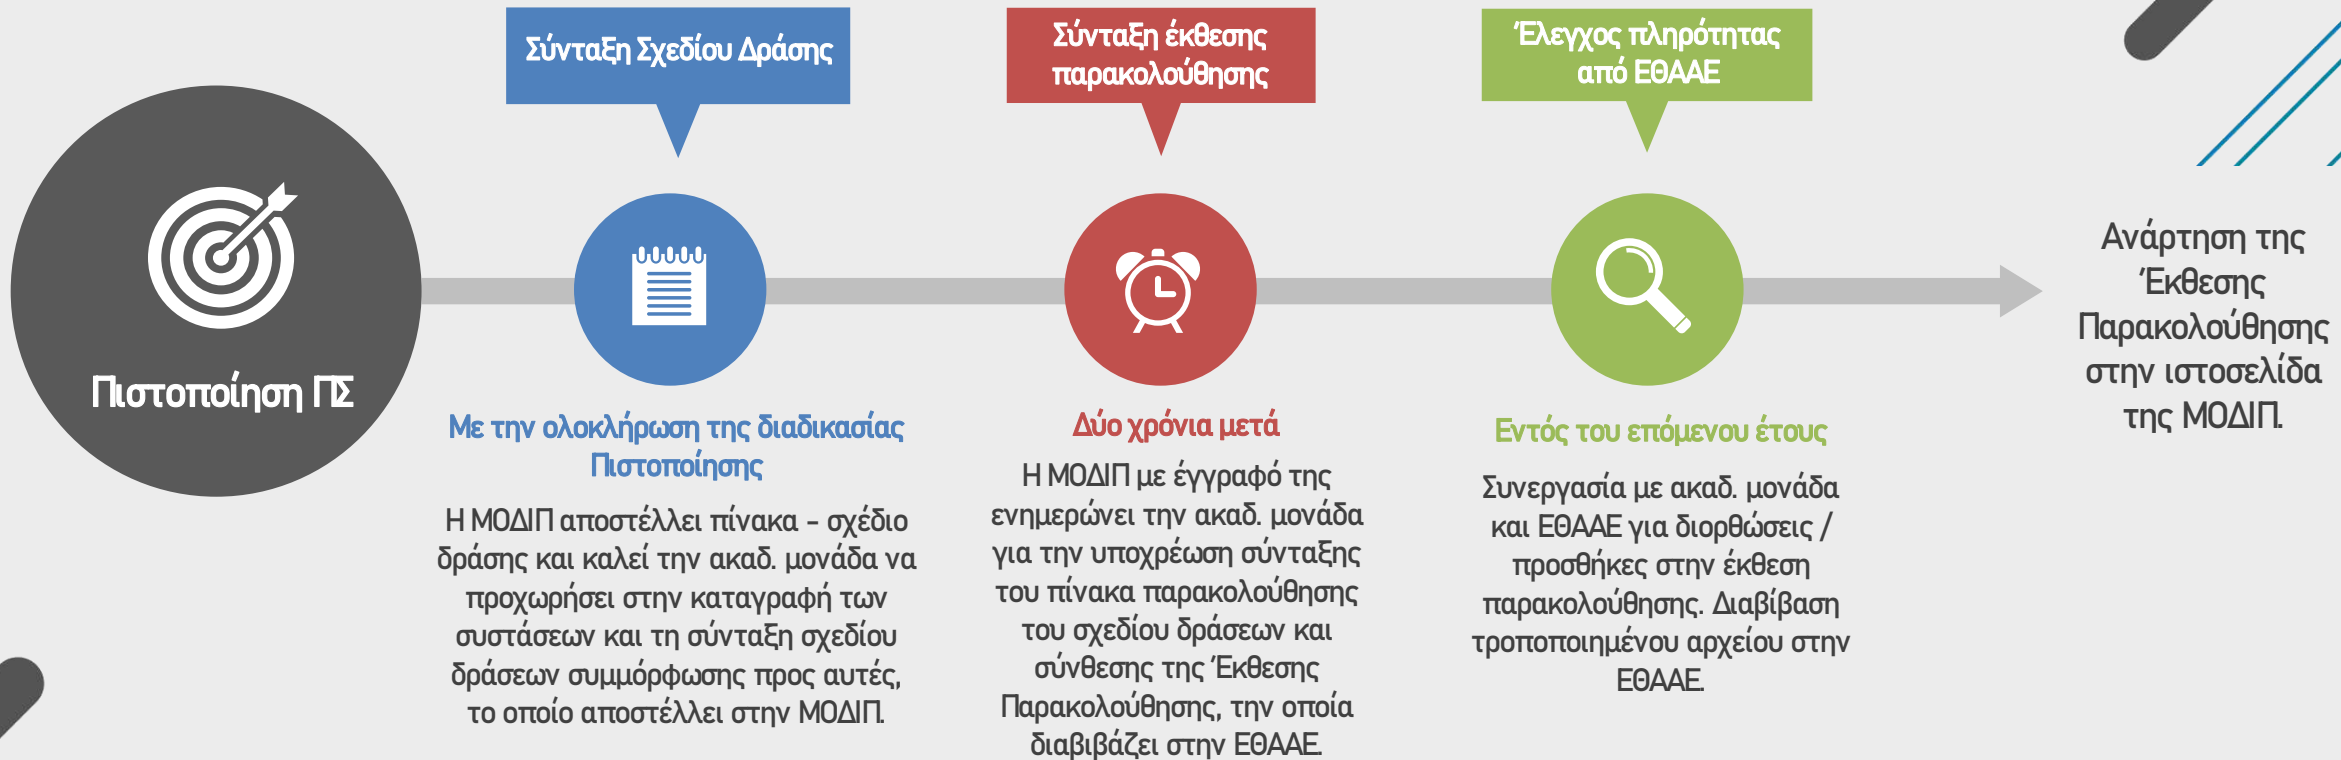 Πιστοποίηση ΠΣ
Σύνταξη Σχεδίου Δράσης
Με την ολοκλήρωση της διαδικασίας
Πιστοποίησης
Η ΜΟΔΙΠ αποστέλλει πίνακα - σχέδιο
δράσης και καλεί την ακαδ. μονάδα να
προχωρήσει στην καταγραφή των
συστάσεων και τη σύνταξη σχεδίου
δράσεων συμμόρφωσης προς αυτές,
το οποίο αποστέλλει στην ΜΟΔΙΠ.
Σύνταξη έκθεσης
παρακολούθησης
Δύο χρόνια μετά
Η ΜΟΔΙΠ με έγγραφό της
ενημερώνει την ακαδ. μονάδα
για την υποχρέωση σύνταξης
του πίνακα παρακολούθησης
του σχεδίου δράσεων και
σύνθεσης της Έκθεσης
Παρακολούθησης, την οποία
διαβιβάζει στην ΕΘΑΑΕ.
Έλεγχος πληρότητας
από ΕΘΑΑΕ
Εντός του επόμενου έτους
Συνεργασία με ακαδ. μονάδα
και ΕΘΑΑΕ για διορθώσεις /
προσθήκες στην έκθεση
παρακολούθησης. Διαβίβαση
τροποποιημένου αρχείου στην
ΕΘΑΑΕ.
Ανάρτηση της
Έκθεσης
Παρακολούθησης
στην ιστοσελίδα
της ΜΟΔΙΠ.